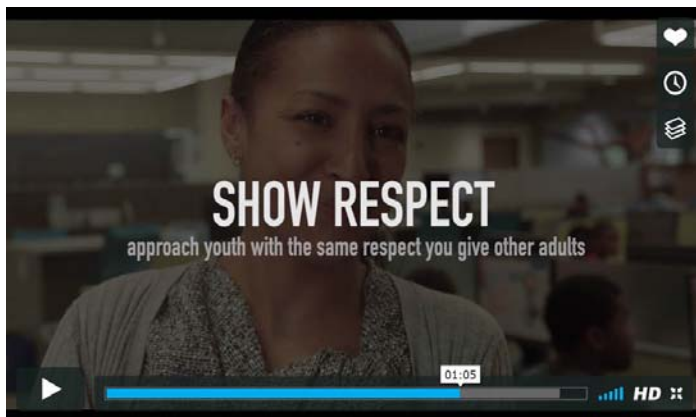 SHOW RESPECT
approach youth with the same respect you give other adults
01:05
HD